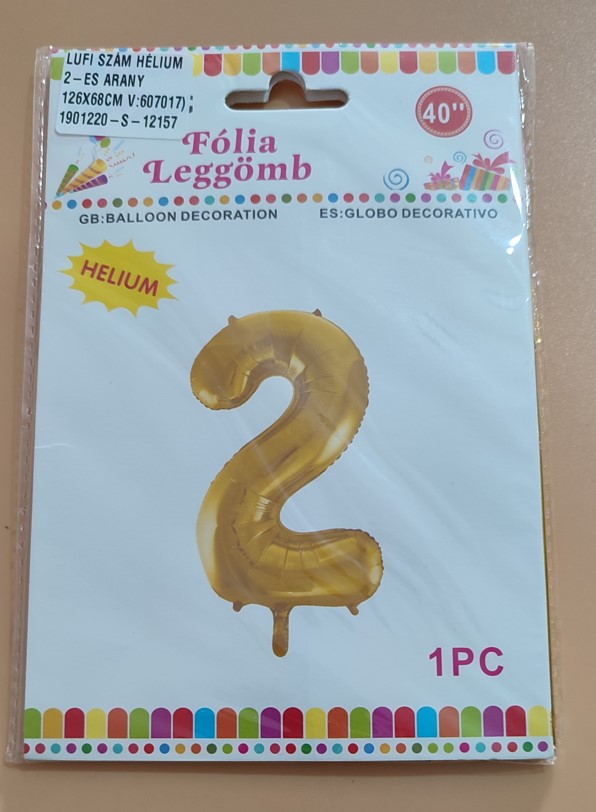 LUFI SZÁM HÉLIUM
2-ES ARANY
126X68CM V:607017);
1901220-S-12157
40"
Fólia
Leggömb
GB:BALLOON DECORATION ES:GLOBO DECORATIVO
HELIUM
1PC